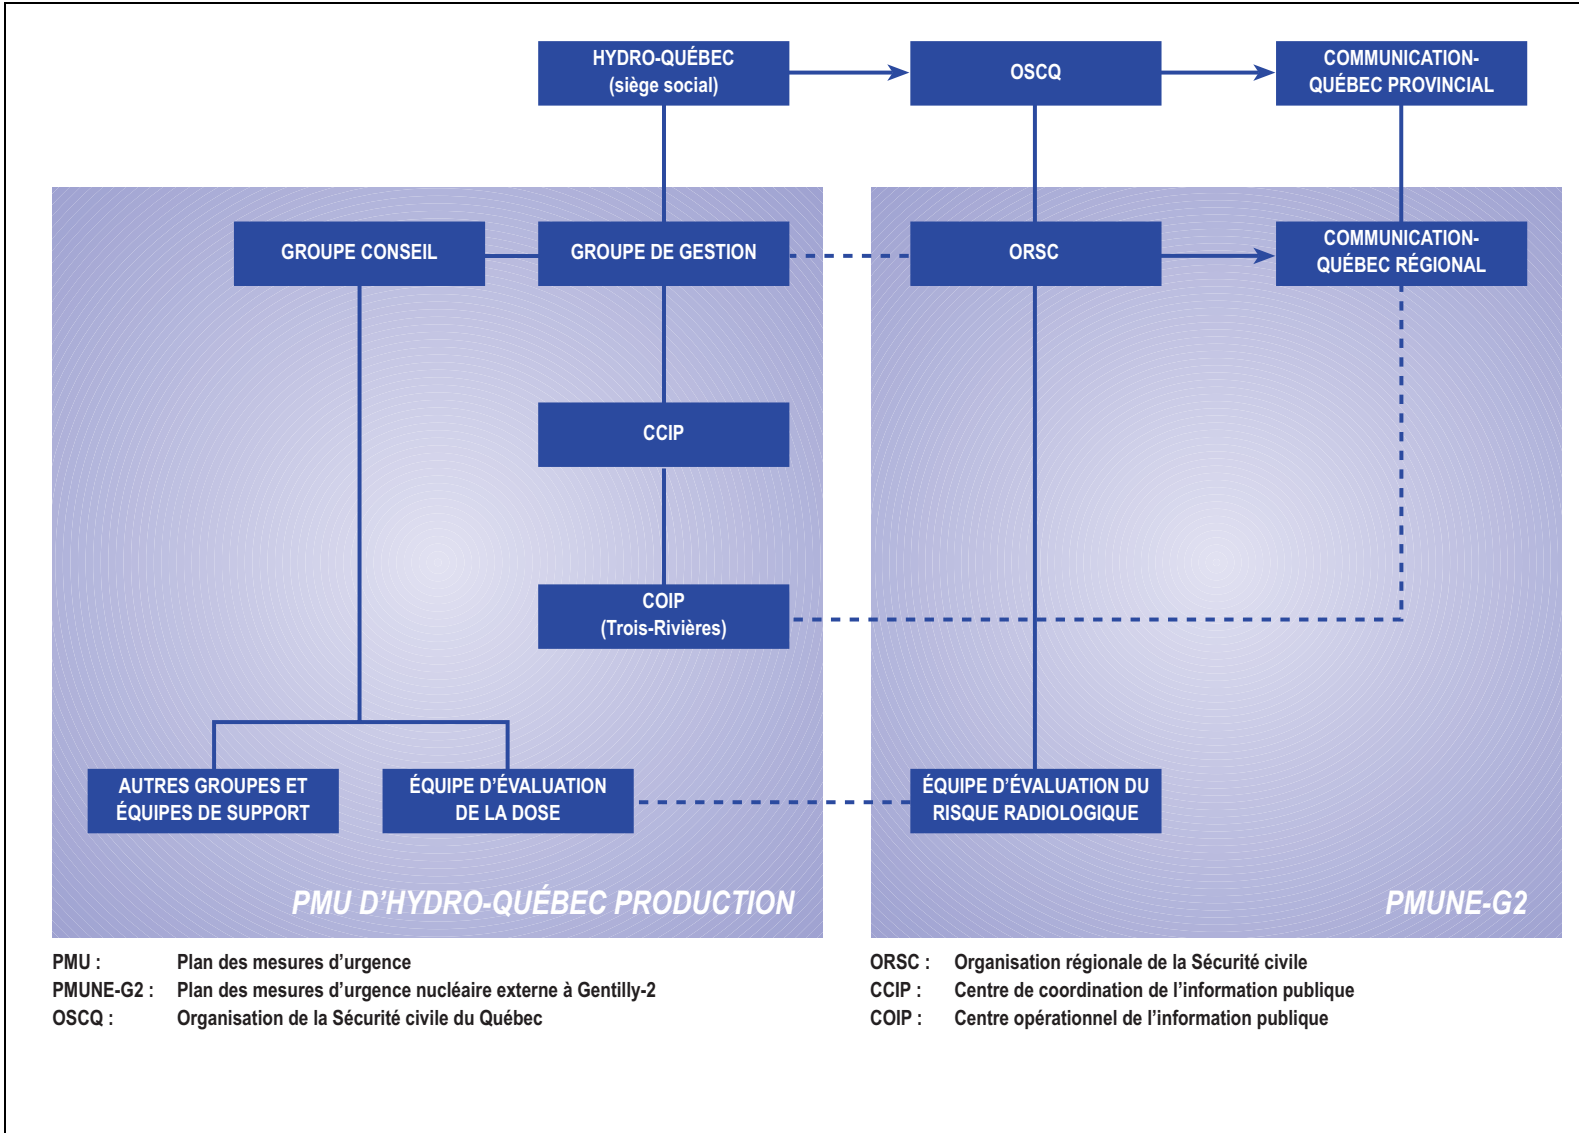 HYDRO-QUÉBEC
(siège social)
OSCQ
COMMUNICATION-
QUÉBEC PROVINCIAL
GROUPE CONSEIL
GROUPE DE GESTION
ORSC
COMMUNICATION-
QUÉBEC RÉGIONAL
CCIP
COIP
(Trois-Rivières)
AUTRES GROUPES ET
ÉQUIPES DE SUPPORT
ÉQUIPE D’ÉVALUATION
DE LA DOSE
ÉQUIPE D’ÉVALUATION DU
RISQUE RADIOLOGIQUE
PMU D’HYDRO-QUÉBEC PRODUCTION
PMUNE-G2
PMU : Plan des mesures d’urgence
PMUNE-G2 : Plan des mesures d’urgence nucléaire externe à Gentilly-2
OSCQ : Organisation de la Sécurité civile du Québec
ORSC : Organisation régionale de la Sécurité civile
CCIP : Centre de coordination de l’information publique
COIP : Centre opérationnel de l’information publique